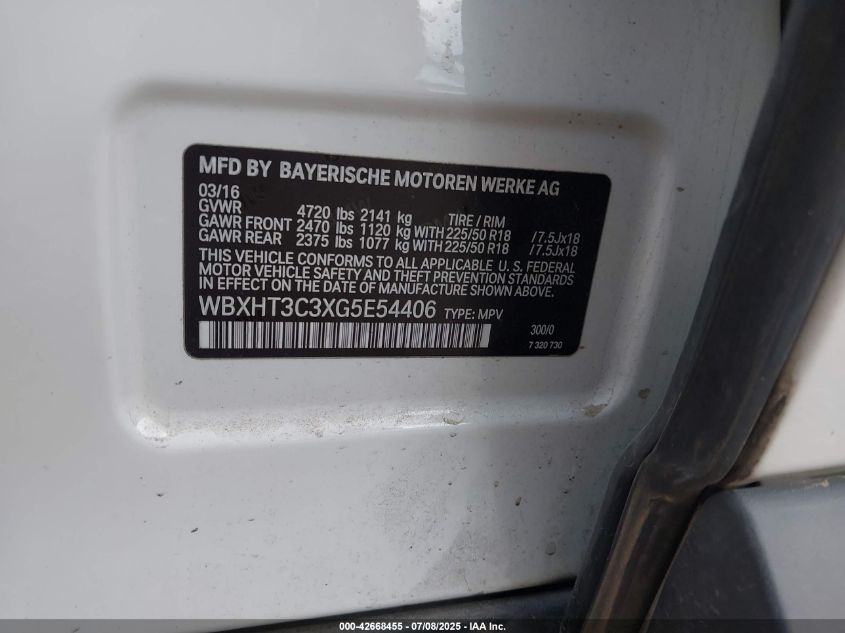 MFD BY BAYERISCHE MOTOREN WERKE AG
03/16
GVWR 4720 lbs 2141 kg TIRE / RIM
GAWR FRONT 2470 lbs 1120 kg WITH 225/50 R18 /7.5Jx18
GAWR REAR 2375 lbs 1077 kg WITH 225/50 R18 /7.5Jx18
THIS VEHICLE CONFORMS TO ALL APPLICABLE U.S. FEDERAL
MOTOR VEHICLE SAFETY AND THEFT PREVENTION STANDARDS
IN EFFECT ON THE DATE OF MANUFACTURE SHOWN ABOVE.
WBXHT3C3XG5E54406 TYPE: MPV
300/0
7 320 730
000-42668455 - 07/08/2025 - IAA Inc.